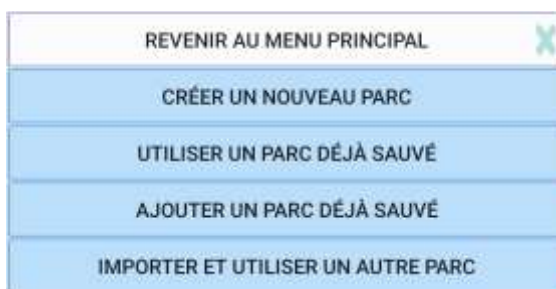 REVENIR AU MENU PRINCIPAL
CRÉER UN NOUVEAU PARC
UTILISER UN PARC DÉJÀ SAUVÉ
AJOUTER UN PARC DÉJÀ SAUVÉ
IMPORTER ET UTILISER UN AUTRE PARC